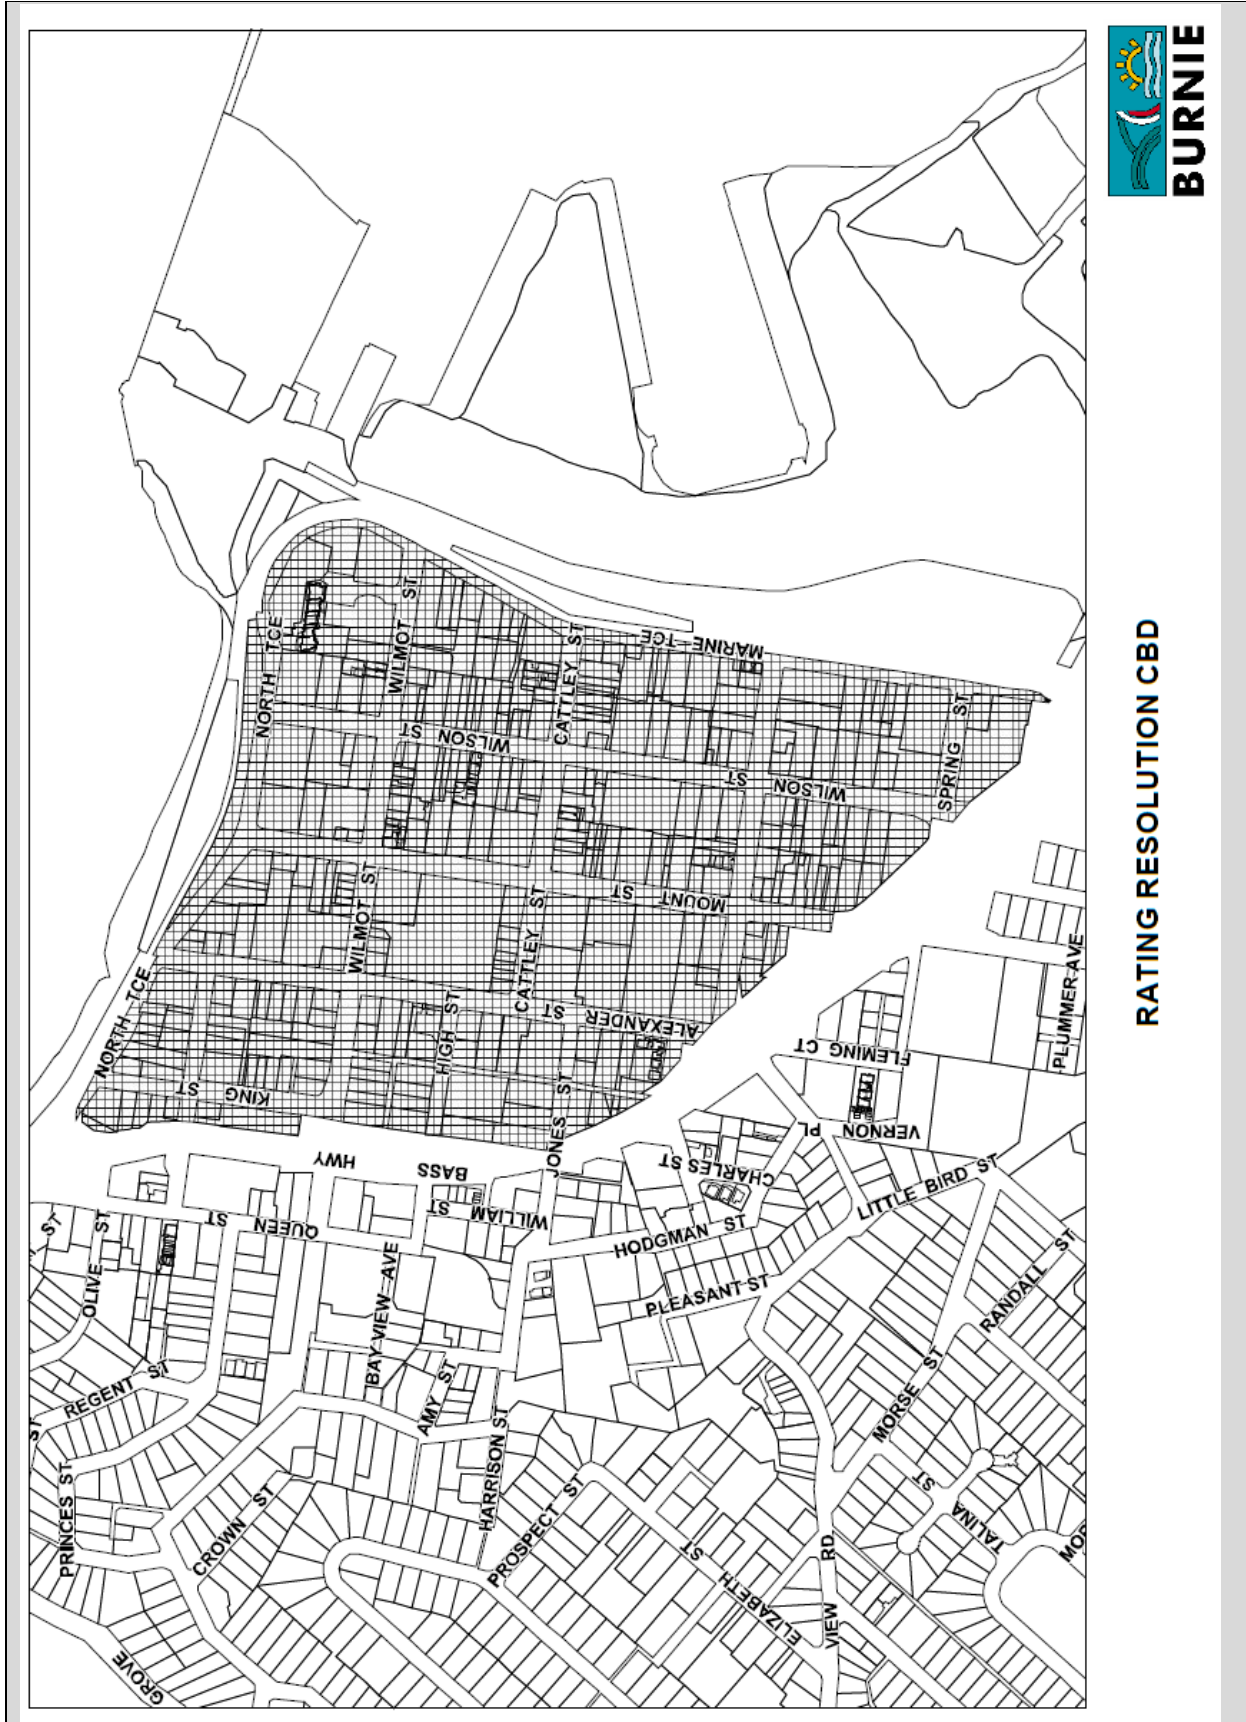 BURNIE
RATING RESOLUTION CBD
NORTH TCE
WILMOT ST
CATTLEY ST
MARINE TCE
WILSON ST
WILSON ST
SPRING ST
WILMOT ST
CATTLEY ST
MOUNT ST
NORTH TCE
KING ST
HIGH ST
ALEXANDER ST
JONES ST
BASS HWY
FLEMING CT
PLUMMER AVE
VERNON PL
CHARLES ST
LITTLE BIRD ST
WILLIAM ST
QUEEN ST
OLIVE ST
ST
HODGMAN ST
PLEASANT ST
BAY VIEW AVE
RANDALL ST
REGENT ST
AMY ST
MORSE ST
HARRISON ST
ST
PRINCES ST
CROWN ST
PROSPECT ST
TALINA ST
ELIZABETH ST
VIEW RD
GROVE